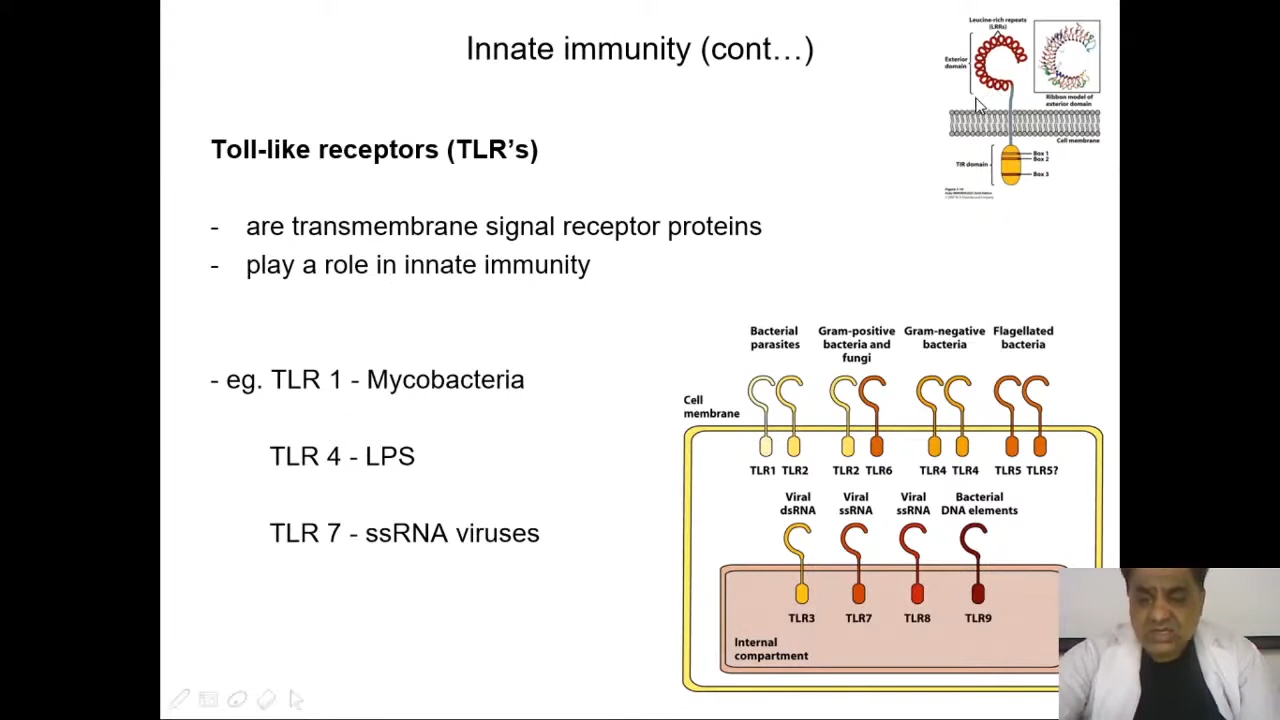 Innate immunity (cont…)
Leucine-rich repeats
(LRRs)
Exterior
domain
Ribbon model of
exterior domain
Cell membrane
TIR domain
Box 1
Box 2
Box 3
Toll-like receptors (TLR’s)
- are transmembrane signal receptor proteins
- play a role in innate immunity
- eg. TLR 1 - Mycobacteria
TLR 4 - LPS
TLR 7 - ssRNA viruses
Bacterial
parasites
Gram-positive
bacteria and
fungi
Gram-negative
bacteria
Flagellated
bacteria
Cell
membrane
TLR1 TLR2 TLR2 TLR6 TLR4 TLR4 TLR5 TLR5?
Viral
dsRNA
Viral
ssRNA
Viral
ssRNA
Bacterial
DNA elements
TLR3 TLR7 TLR8 TLR9
Internal
compartment